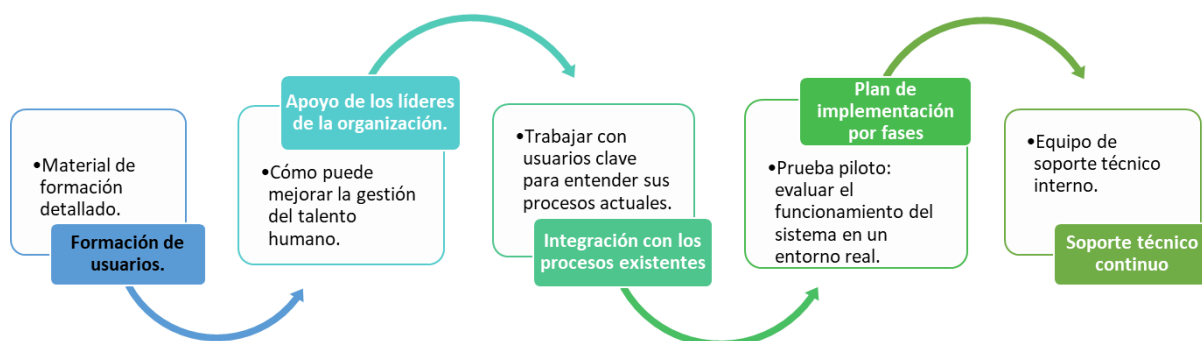 •Material de
formación
detallado.
Formación de
usuarios.
Apoyo de los líderes
de la organización.
•Cómo puede
mejorar la gestión
del talento
humano.
•Trabajar con
usuarios clave
para entender sus
procesos actuales.
Integración con los
procesos existentes
Plan de
implementación
por fases
•Prueba piloto:
evaluar el
funcionamiento del
sistema en un
entorno real.
•Equipo de
soporte técnico
interno.
Soporte técnico
continuo